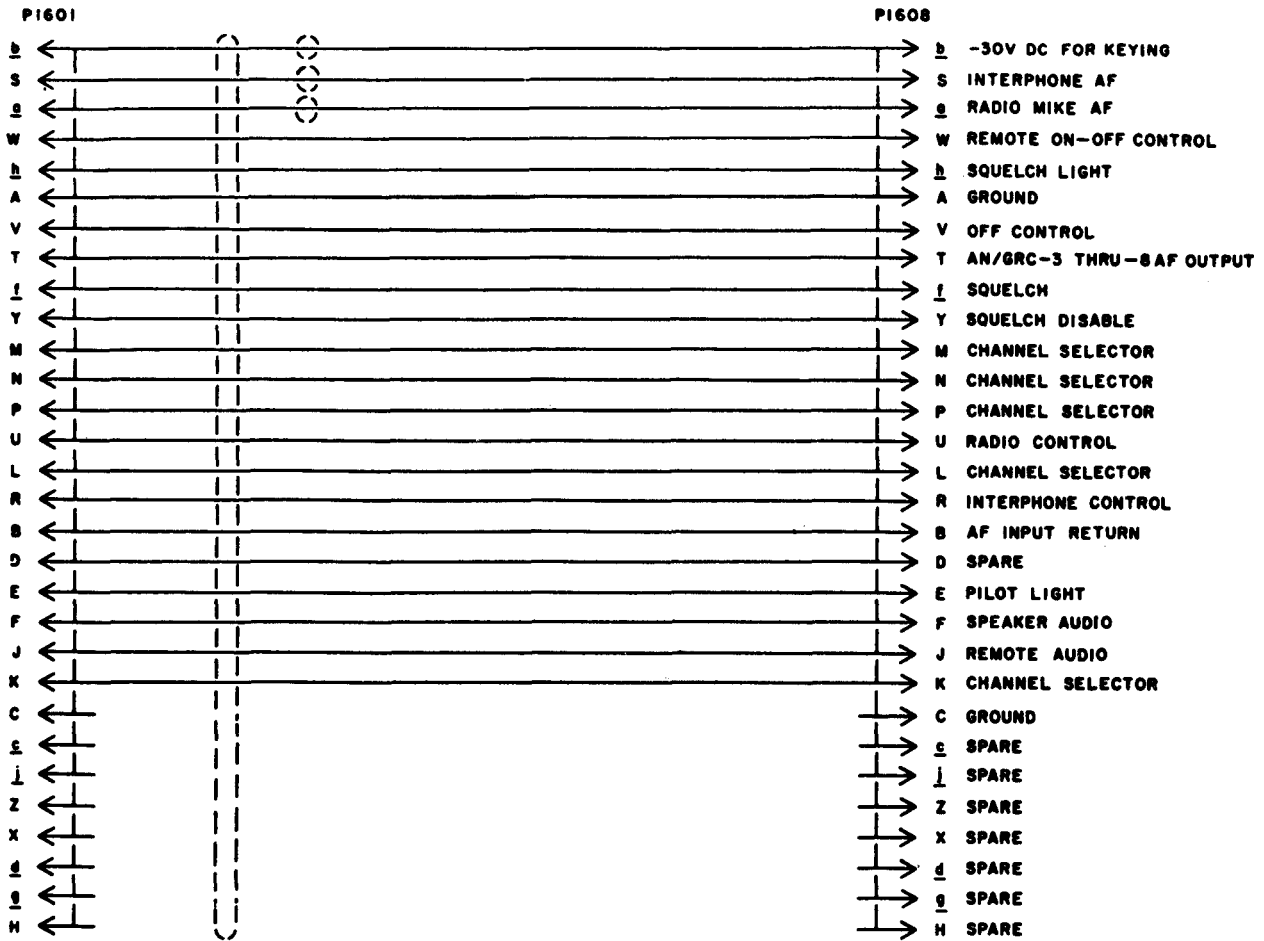 P1601 P1608
b b -30V DC FOR KEYING
S S INTERPHONE AF
a a RADIO MIKE AF
W W REMOTE ON-OFF CONTROL
h h SQUELCH LIGHT
A A GROUND
V V OFF CONTROL
T T AN/GRC-3 THRU-8 AF OUTPUT
f f SQUELCH
Y Y SQUELCH DISABLE
M M CHANNEL SELECTOR
N N CHANNEL SELECTOR
P P CHANNEL SELECTOR
U U RADIO CONTROL
L L CHANNEL SELECTOR
R R INTERPHONE CONTROL
B B AF INPUT RETURN
D D SPARE
E E PILOT LIGHT
F F SPEAKER AUDIO
J J REMOTE AUDIO
K K CHANNEL SELECTOR
C C GROUND
c c SPARE
j j SPARE
Z Z SPARE
X X SPARE
d d SPARE
g g SPARE
H H SPARE